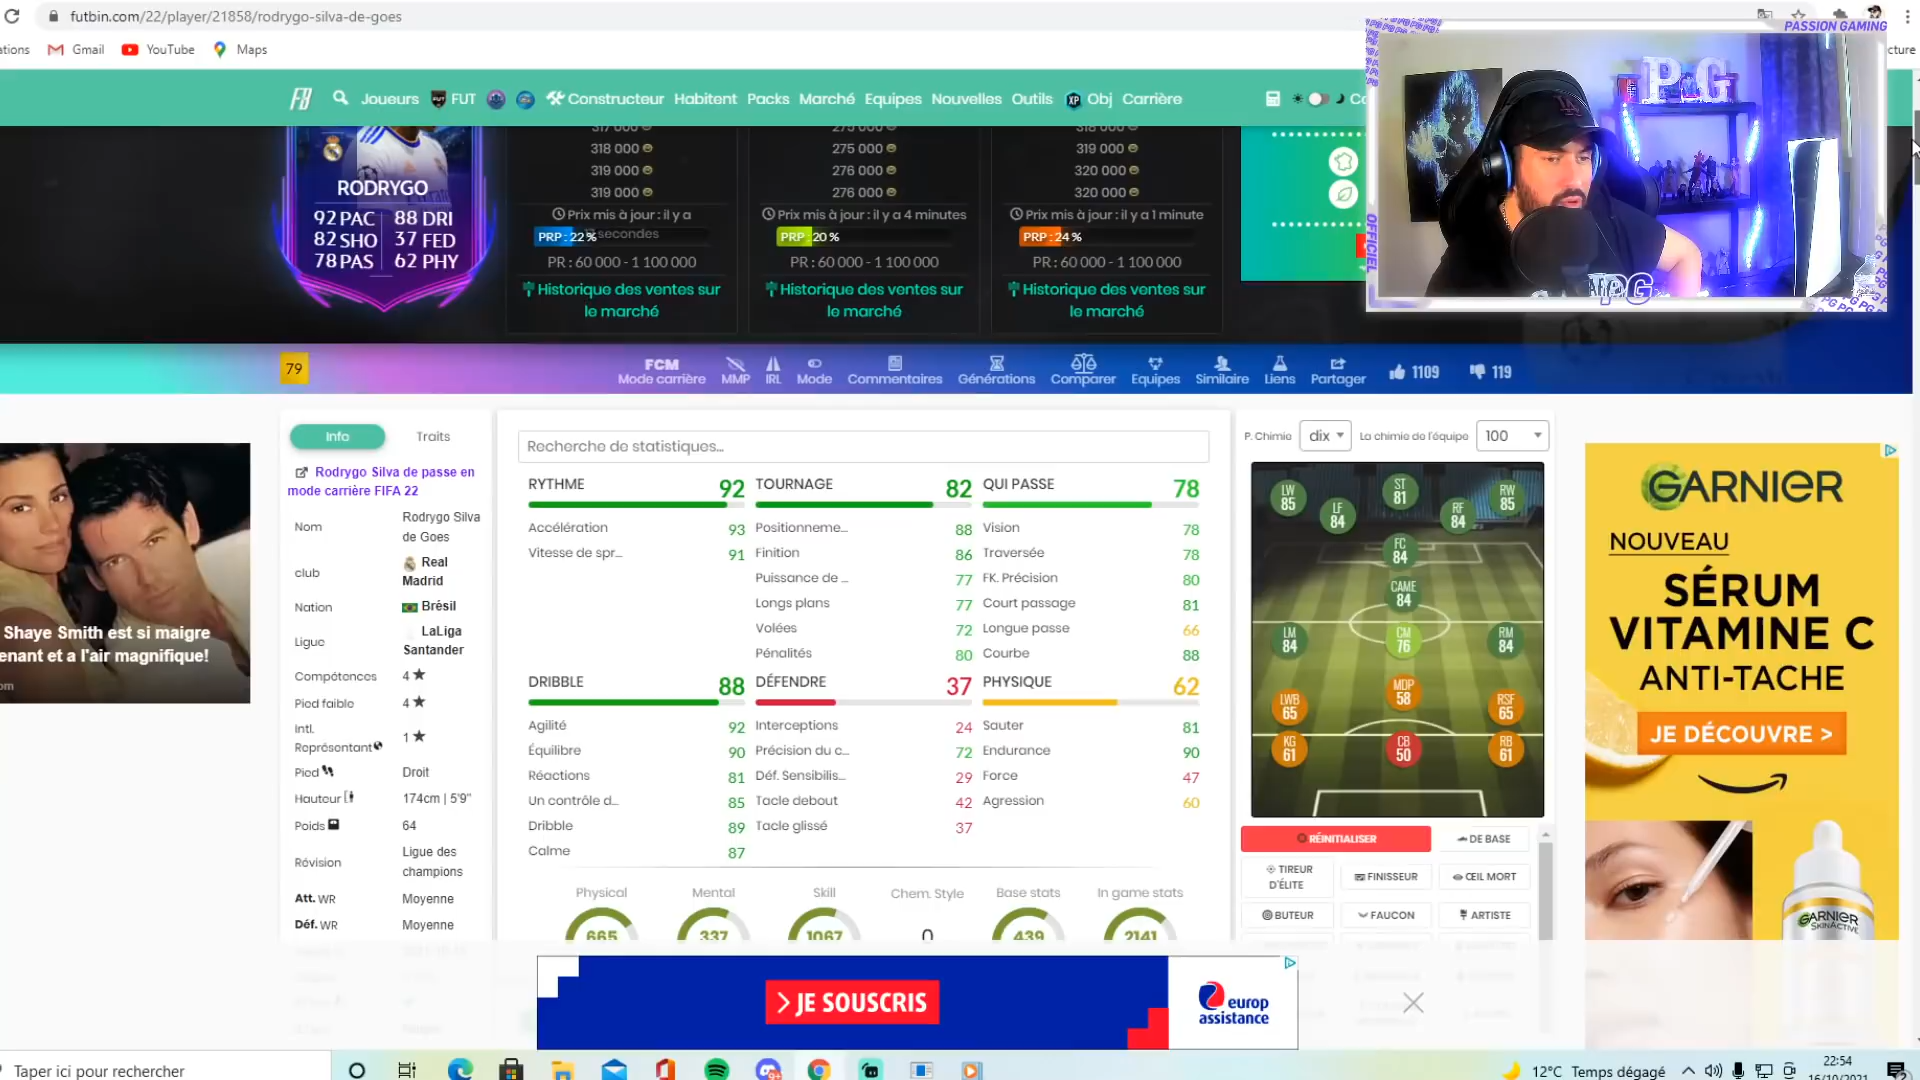 futbin.com/22/player/21858/rodrygo-silva-de-goes
Gmail
YouTube
Maps
PASSION GAMING
Joueurs
FUT
Constructeur
Habitent
Packs
Marché
Equipes
Nouvelles
Outils
Obj
Carrière
RODRYGO
92 PAC 88 DRI
82 SHO 37 FED
78 PAS 62 PHY
318 000
319 000
319 000
Prix mis à jour : il y a
secondes
PRP : 22 %
PR : 60 000 - 1 100 000
Historique des ventes sur
le marché
275 000
276 000
276 000
Prix mis à jour : il y a 4 minutes
PRP : 20 %
PR : 60 000 - 1 100 000
Historique des ventes sur
le marché
319 000
320 000
320 000
Prix mis à jour : il y a 1 minute
PRP : 24 %
PR : 60 000 - 1 100 000
Historique des ventes sur
le marché
PG
PG
OFFICIEL
79
FCM
Mode carrière
MMP
IRL
Mode
Commentaires
Générations
Comparer
Equipes
Similaire
Liens
Partager
1109
119
Info
Traits
Rodrygo Silva de passe en
mode carrière FIFA 22
Nom Rodrygo Silva
de Goes
club Real
Madrid
Nation Brésil
Ligue LaLiga
Santander
Compétences 4
Pied faible 4
Intl.
Représentant 1
Pied Droit
Hauteur 174cm | 5'9"
Poids 64
Révision Ligue des
champions
Att. WR Moyenne
Déf. WR Moyenne
Recherche de statistiques...
RYTHME 92
Accélération 93
Vitesse de spr... 91
TOURNAGE 82
Positionneme... 88
Finition 86
Puissance de ... 77
Longs plans 77
Volées 72
Pénalités 80
QUI PASSE 78
Vision 78
Traversée 78
FK. Précision 80
Court passage 81
Longue passe 66
Courbe 88
DRIBBLE 88
Agilité 92
Équilibre 90
Réactions 81
Un contrôle d... 85
Dribble 89
Calme 87
DÉFENDRE 37
Interceptions 24
Précision du c... 72
Déf. Sensibilis... 29
Tacle debout 42
Tacle glissé 37
PHYSIQUE 62
Sauter 81
Endurance 90
Force 47
Agression 60
Physical
665
Mental
337
Skill
1067
Chem. Style
0
Base stats
439
In game stats
2141
P. Chimio
dix
La chimie de l'équipe
100
LW
85
LF
84
ST
81
RF
84
RW
85
FC
84
CAME
84
LM
84
CM
76
RM
84
LWB
65
MDP
58
RSF
65
KG
61
CB
50
RB
61
RÉINITIALISER
DE BASE
TIREUR
D'ÉLITE
FINISSEUR
ŒIL MORT
BUTEUR
FAUCON
ARTISTE
Shaye Smith est si maigre
enant et a l'air magnifique!
GARNIER
NOUVEAU
SÉRUM
VITAMINE C
ANTI-TACHE
JE DÉCOUVRE >
GARNIER
SKINACTIVE
> JE SOUSCRIS
europ
assistance
Taper ici pour rechercher
12°C Temps dégagé
22:54
16/10/2021